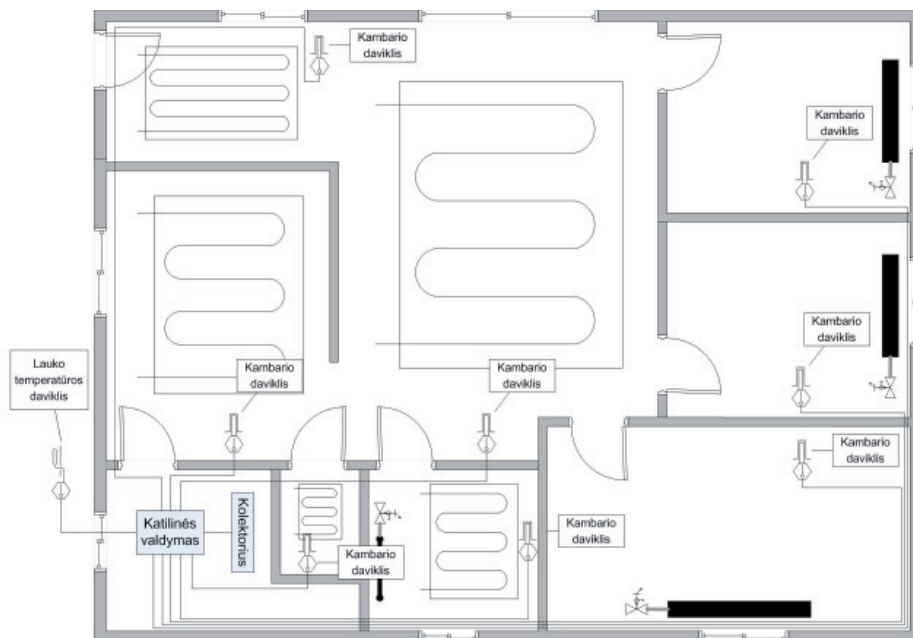 Kambario
daviklis
Kambario
daviklis
Kambario
daviklis
Lauko
temperatūros
daviklis
Kambario
daviklis
Kambario
daviklis
Kambario
daviklis
Katilinės
valdymas
Kolektorius
Kambario
daviklis
Kambario
daviklis